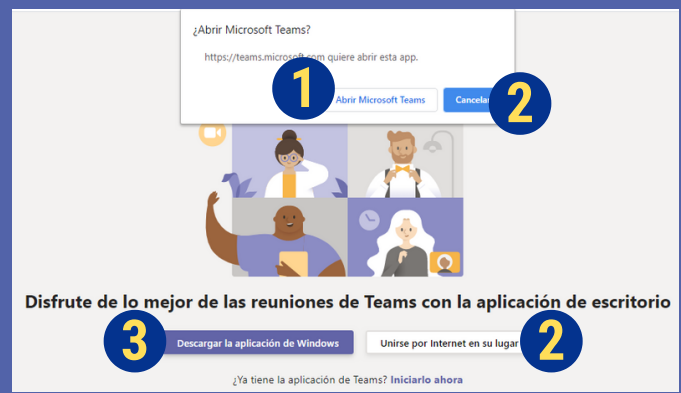 ¿Abrir Microsoft Teams?
https://teams.microsoft.com quiere abrir esta app.
1 Abrir Microsoft Teams Cancelar 2
Disfrute de lo mejor de las reuniones de Teams con la aplicación de escritorio
3 Descargar la aplicación de Windows Unirse por Internet en su lugar 2
¿Ya tiene la aplicación de Teams? Iniciarlo ahora